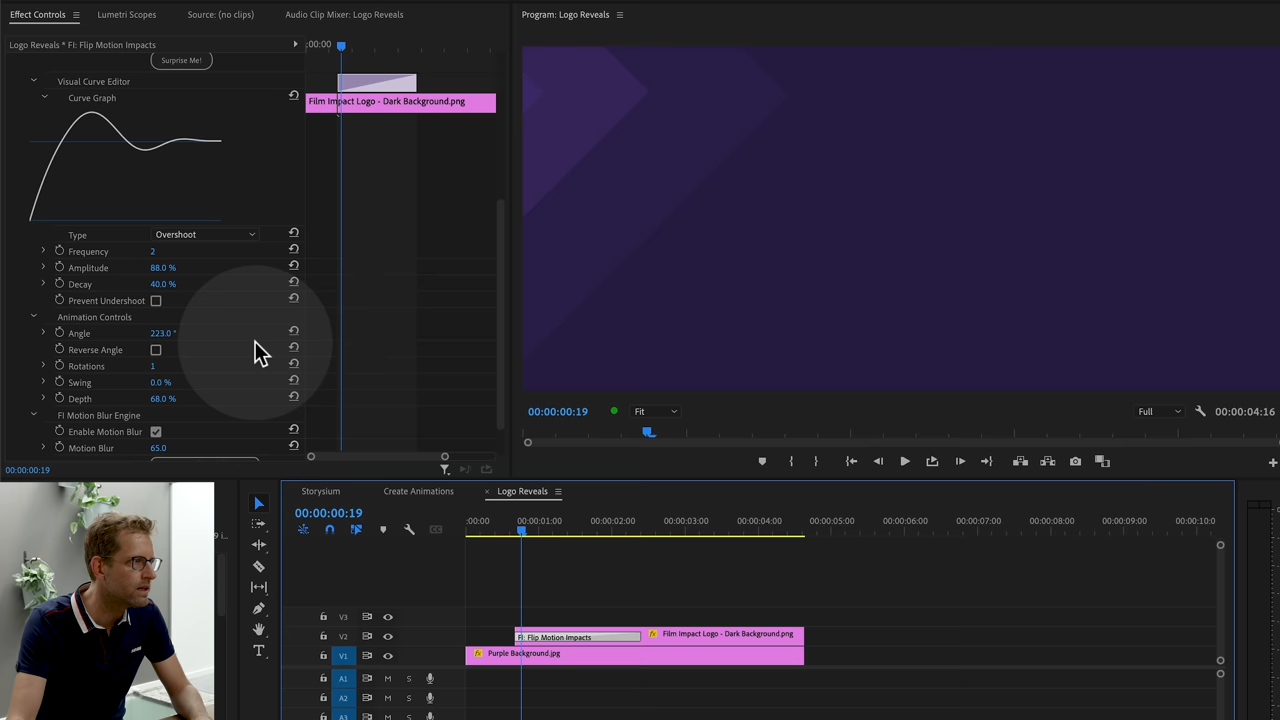 Effect Controls
Lumetri Scopes
Source: (no clips)
Audio Clip Mixer: Logo Reveals
Program: Logo Reveals
Logo Reveals * FI: Flip Motion Impacts
:00:00
Surprise Me!
Visual Curve Editor
Curve Graph
Film Impact Logo - Dark Background.png
Type
Overshoot
Frequency
2
Amplitude
88.0 %
Decay
40.0 %
Prevent Undershoot
Animation Controls
Angle
223.0 °
Reverse Angle
Rotations
1
Swing
0.0 %
Depth
68.0 %
FI Motion Blur Engine
Enable Motion Blur
Motion Blur
65.0
00:00:00:19
00:00:00:19
Fit
Full
00:00:04:16
Storysium
Create Animations
× Logo Reveals
00:00:00:19
:00:00
00:00:01:00
00:00:02:00
00:00:03:00
00:00:04:00
00:00:05:00
00:00:06:00
00:00:07:00
00:00:08:00
00:00:09:00
00:00:10:0
V3
V2
FI: Flip Motion Impacts
fx Film Impact Logo - Dark Background.png
V1
fx Purple Background.jpg
A1 M S
A2 M S
A3 M S